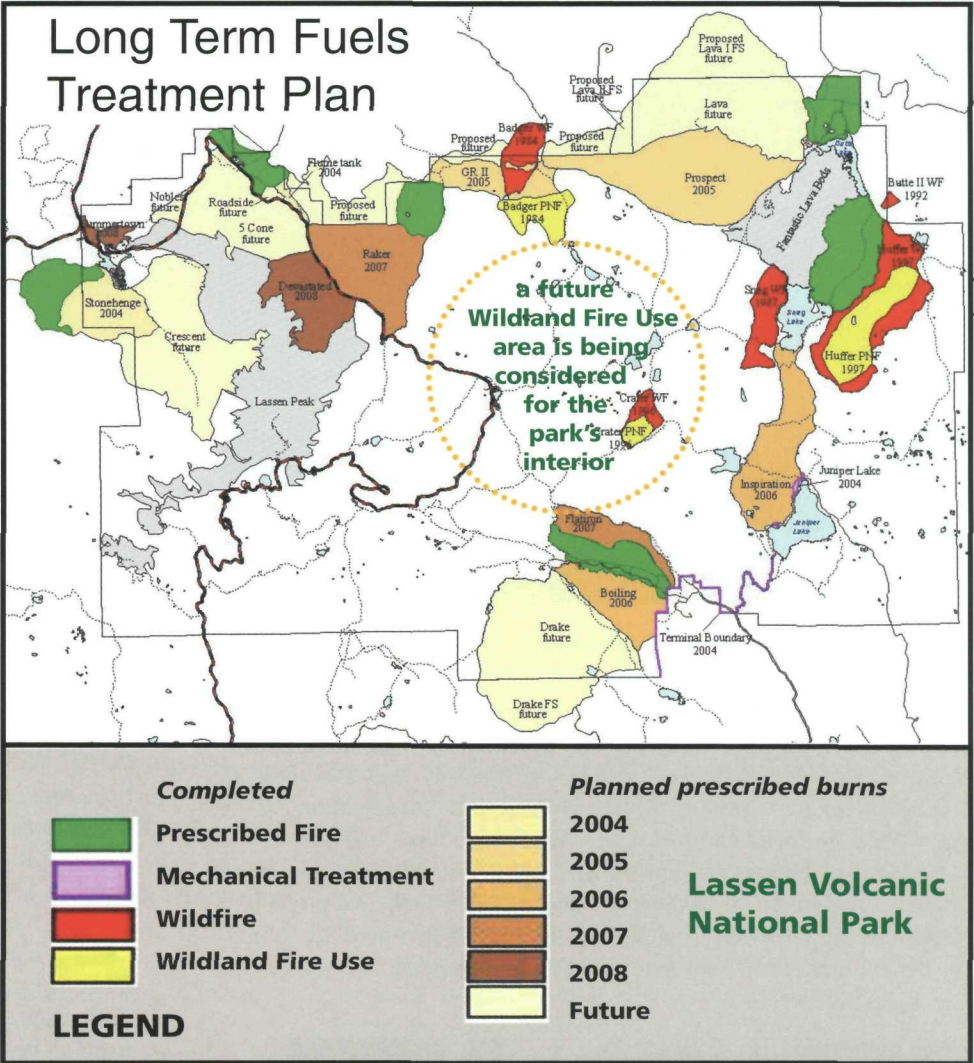 Long Term Fuels
Treatment Plan
Proposed
Lava I FS
future
Proposed
Lava II FS
future
Lava
future
Badger WF
1984
Proposed
future
Proposed
future
Flume tank
2004
GR II
2005
Prospect
2005
Butte II WF
1992
Nobles
future
Roadside
future
Proposed
future
Badger PNF
1984
Fantastic Lava Beds
5 Cone
future
Raker
2007
Huffer WF
1997
Devastated
2008
Stonehenge
2004
Snag WF
1987
Snag
Lake
Crescent
future
Huffer PNF
1997
a future
Wildland Fire Use
area is being
considered
for the
park's
interior
Lassen Peak
Crater WF
Crater PNF
Juniper Lake
2004
Inspiration
2006
Juniper
Lake
Flatiron
2007
Boiling
2006
Drake
future
Terminal Boundary
2004
Drake FS
future
Completed
Prescribed Fire
Mechanical Treatment
Wildfire
Wildland Fire Use
LEGEND
Planned prescribed burns
2004
2005
2006
2007
2008
Future
Lassen Volcanic
National Park